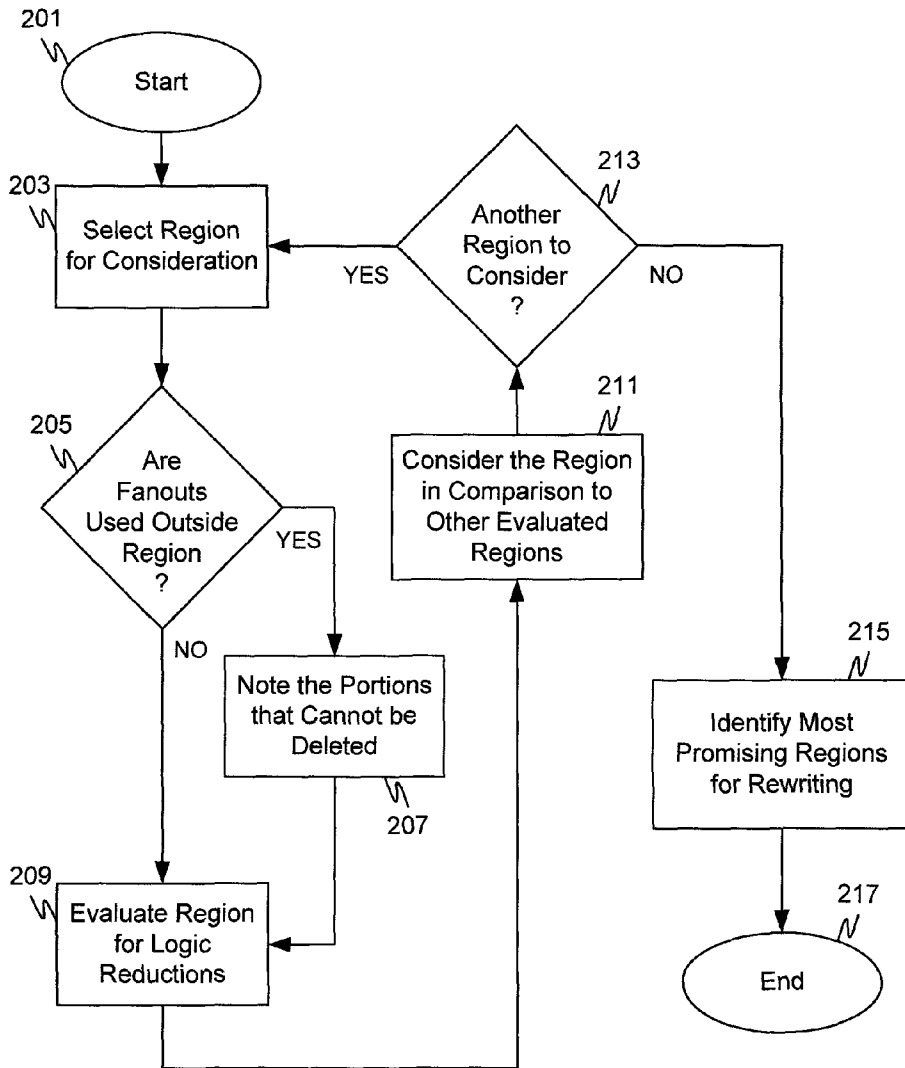 201
Start
203
Select Region
for Consideration
205
Are
Fanouts
Used Outside
Region
?
YES
NO
Note the Portions
that Cannot be
Deleted
207
209
Evaluate Region
for Logic
Reductions
211
Consider the Region
in Comparison to
Other Evaluated
Regions
213
Another
Region to
Consider
?
YES
NO
215
Identify Most
Promising Regions
for Rewriting
217
End